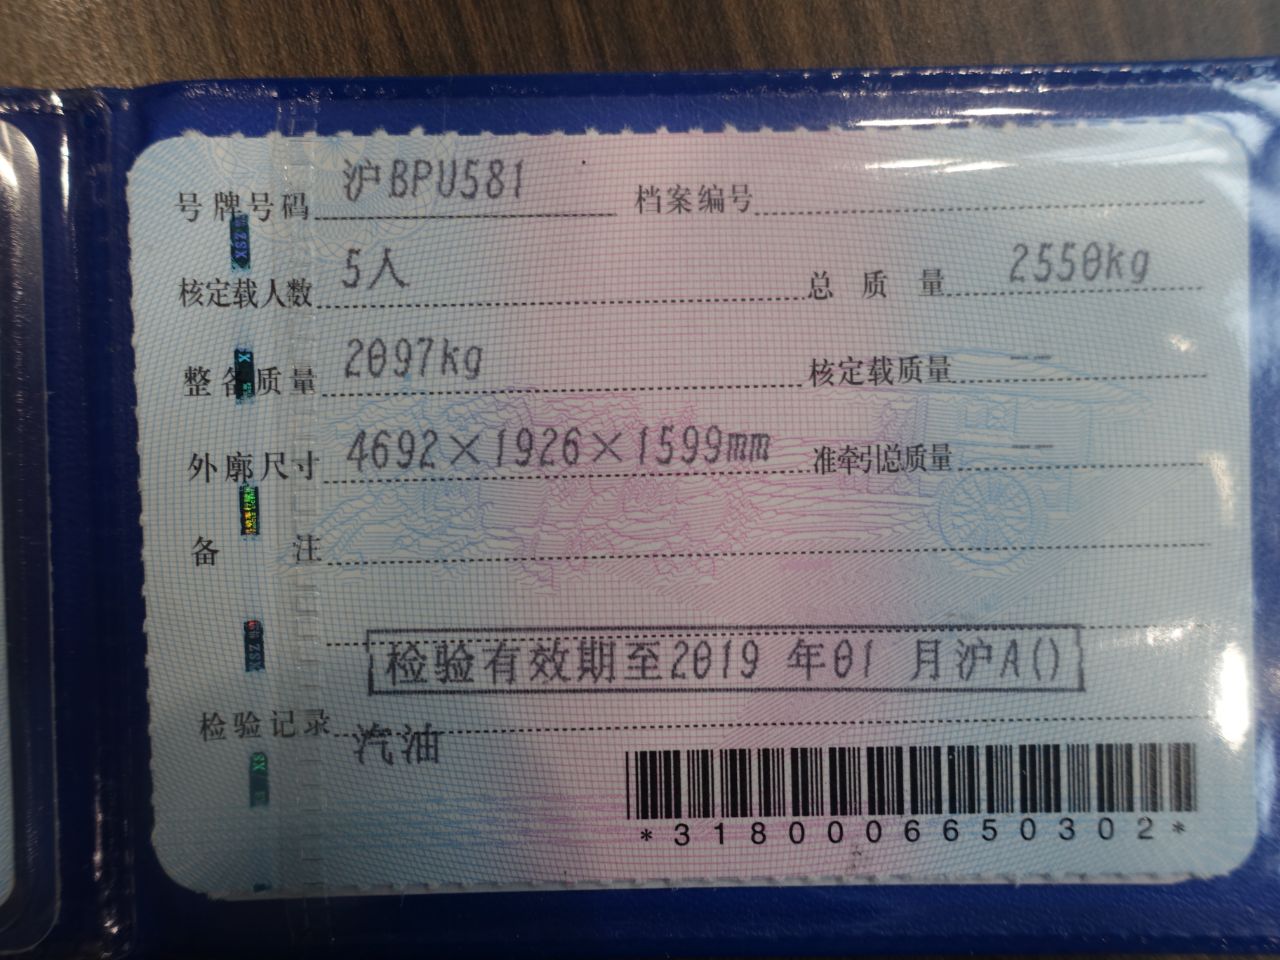 号牌号码 沪BPU581 档案编号
核定载人数 5人 总质量 2550kg
整备质量 2097kg 核定载质量 --
外廓尺寸 4692×1926×1599mm 准牵引总质量 --
备注
检验有效期至2019 年01 月沪A()
检验记录
汽油
*3180006650302*